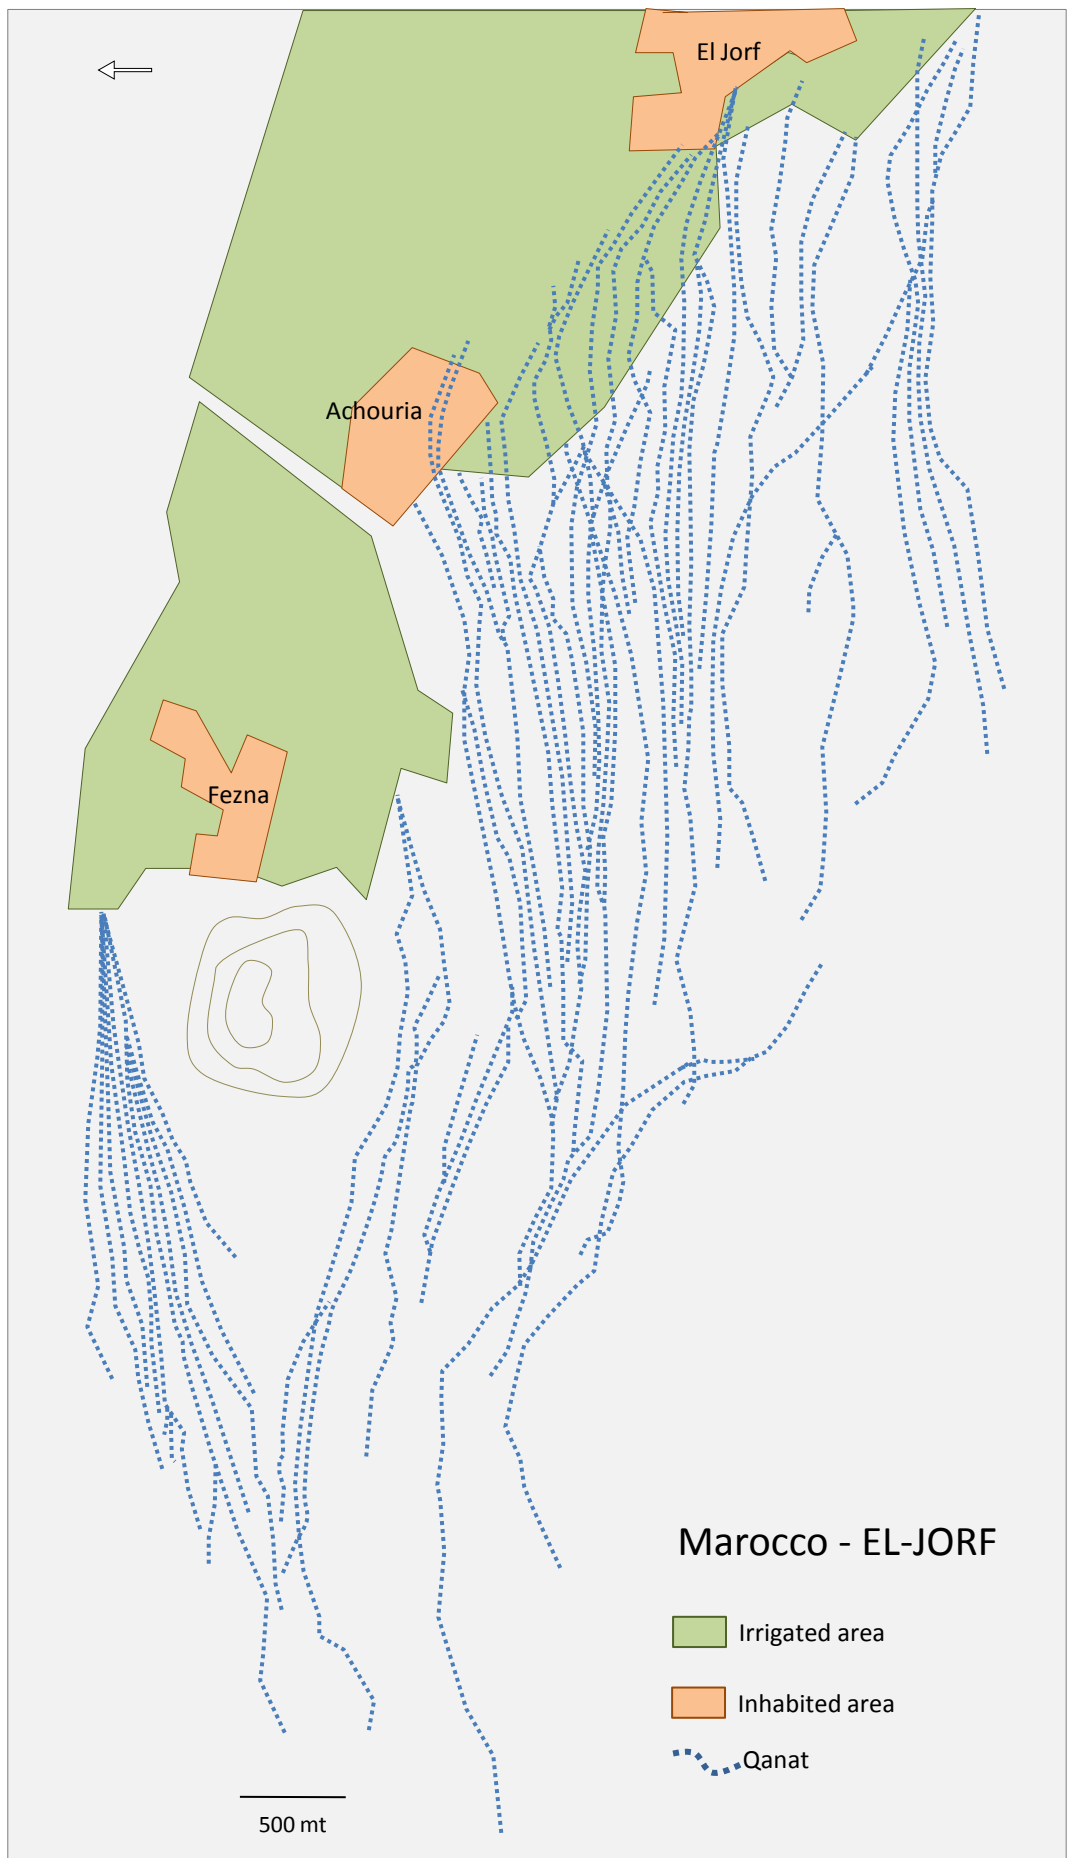 El Jorf
Achouria
Fezna
Marocco - EL-JORF
Irrigated area
Inhabited area
Qanat
500 mt